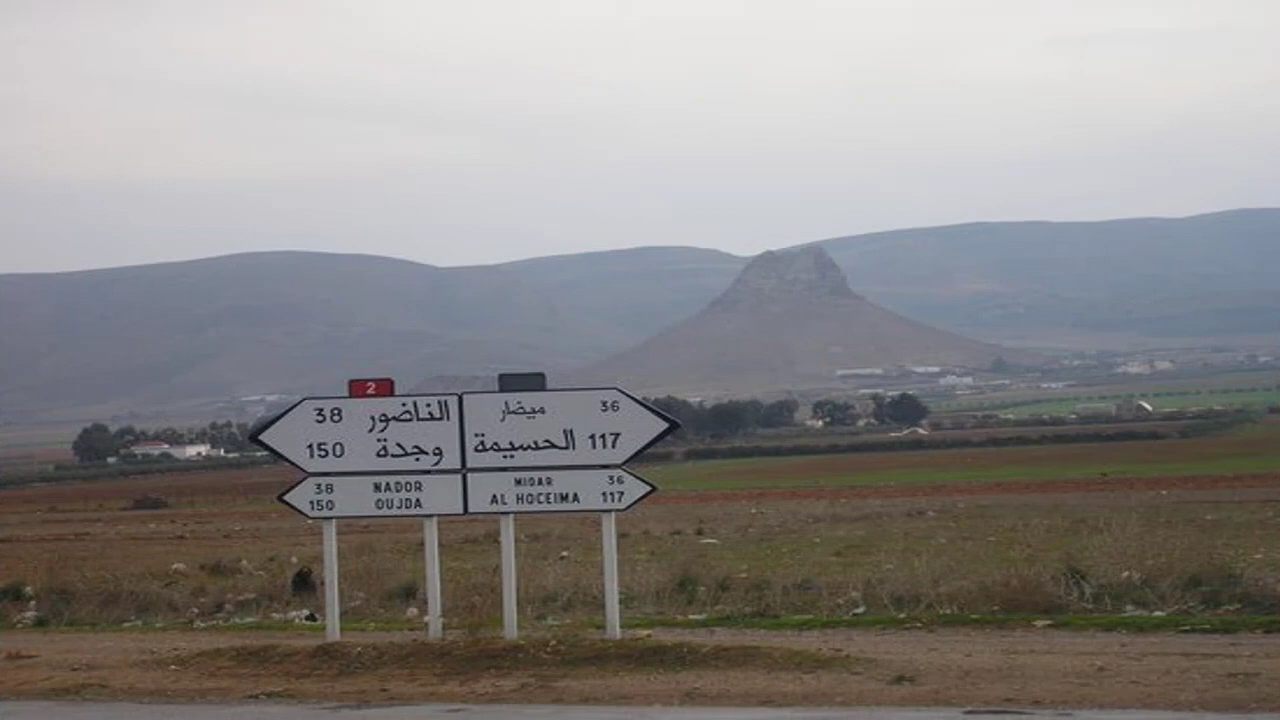 2
38 الناضور
150 وجدة
ميضار 36
الحسيمة 117
38 NADOR
150 OUJDA
MIDAR 36
AL HOCEIMA 117